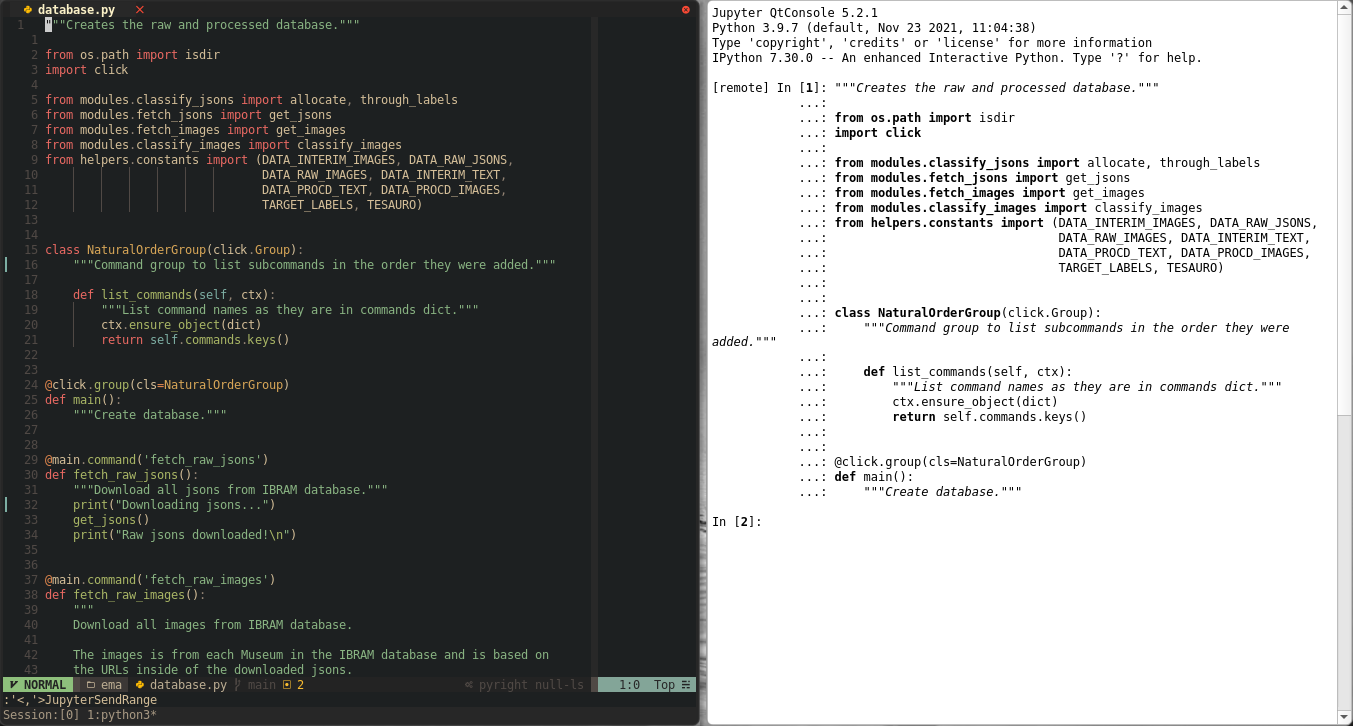 database.py
1 """Creates the raw and processed database."""
1
2 from os.path import isdir
3 import click
4
5 from modules.classify_jsons import allocate, through_labels
6 from modules.fetch_jsons import get_jsons
7 from modules.fetch_images import get_images
8 from modules.classify_images import classify_images
9 from helpers.constants import (DATA_INTERIM_IMAGES, DATA_RAW_JSONS,
10 DATA_RAW_IMAGES, DATA_INTERIM_TEXT,
11 DATA_PROCD_TEXT, DATA_PROCD_IMAGES,
12 TARGET_LABELS, TESAURO)
13
14
15 class NaturalOrderGroup(click.Group):
16 """Command group to list subcommands in the order they were added."""
17
18 def list_commands(self, ctx):
19 """List command names as they are in commands dict."""
20 ctx.ensure_object(dict)
21 return self.commands.keys()
22
23
24 @click.group(cls=NaturalOrderGroup)
25 def main():
26 """Create database."""
27
28
29 @main.command('fetch_raw_jsons')
30 def fetch_raw_jsons():
31 """Download all jsons from IBRAM database."""
32 print("Downloading jsons...")
33 get_jsons()
34 print("Raw jsons downloaded!\n")
35
36
37 @main.command('fetch_raw_images')
38 def fetch_raw_images():
39 """
40 Download all images from IBRAM database.
41
42 The images is from each Museum in the IBRAM database and is based on
43 the URLs inside of the downloaded jsons.
NORMAL ema database.py main 2 pyright null-ls 1:0 Top
:'<,'>JupyterSendRange
Session:[0] 1:python3*
Jupyter QtConsole 5.2.1
Python 3.9.7 (default, Nov 23 2021, 11:04:38)
Type 'copyright', 'credits' or 'license' for more information
IPython 7.30.0 -- An enhanced Interactive Python. Type '?' for help.
[remote] In [1]: """Creates the raw and processed database."""
...:
...: from os.path import isdir
...: import click
...:
...: from modules.classify_jsons import allocate, through_labels
...: from modules.fetch_jsons import get_jsons
...: from modules.fetch_images import get_images
...: from modules.classify_images import classify_images
...: from helpers.constants import (DATA_INTERIM_IMAGES, DATA_RAW_JSONS,
...: DATA_RAW_IMAGES, DATA_INTERIM_TEXT,
...: DATA_PROCD_TEXT, DATA_PROCD_IMAGES,
...: TARGET_LABELS, TESAURO)
...:
...:
...: class NaturalOrderGroup(click.Group):
...: """Command group to list subcommands in the order they were
added."""
...:
...: def list_commands(self, ctx):
...: """List command names as they are in commands dict."""
...: ctx.ensure_object(dict)
...: return self.commands.keys()
...:
...:
...: @click.group(cls=NaturalOrderGroup)
...: def main():
...: """Create database."""
In [2]: